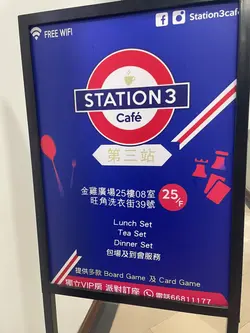 FREE WIFI
Station3café
STATION 3
Café
第三站
金雞廣場25樓08室
旺角洗衣街39號
25/F
Lunch Set
Tea Set
Dinner Set
包場及到會服務
提供多款 Board Game 及 Card Game
獨立VIP房 派對訂座 電話66811177